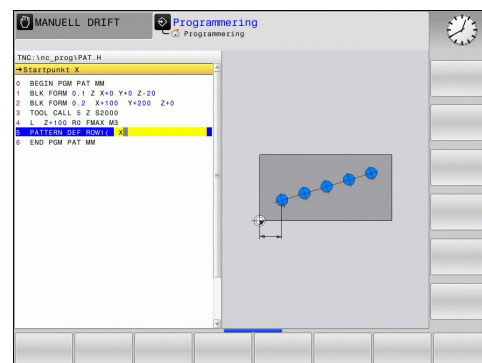 MANUELL DRIFT
Programmering
Programmering
TNC:\nc_prog\PAT.H
→Startpunkt X
0 BEGIN PGM PAT MM
1 BLK FORM 0.1 Z X+0 Y+0 Z-20
2 BLK FORM 0.2 X+100 Y+200 Z+0
3 TOOL CALL 5 Z S2000
4 L Z+100 R0 FMAX M3
5 PATTERN DEF ROW1( X
6 END PGM PAT MM